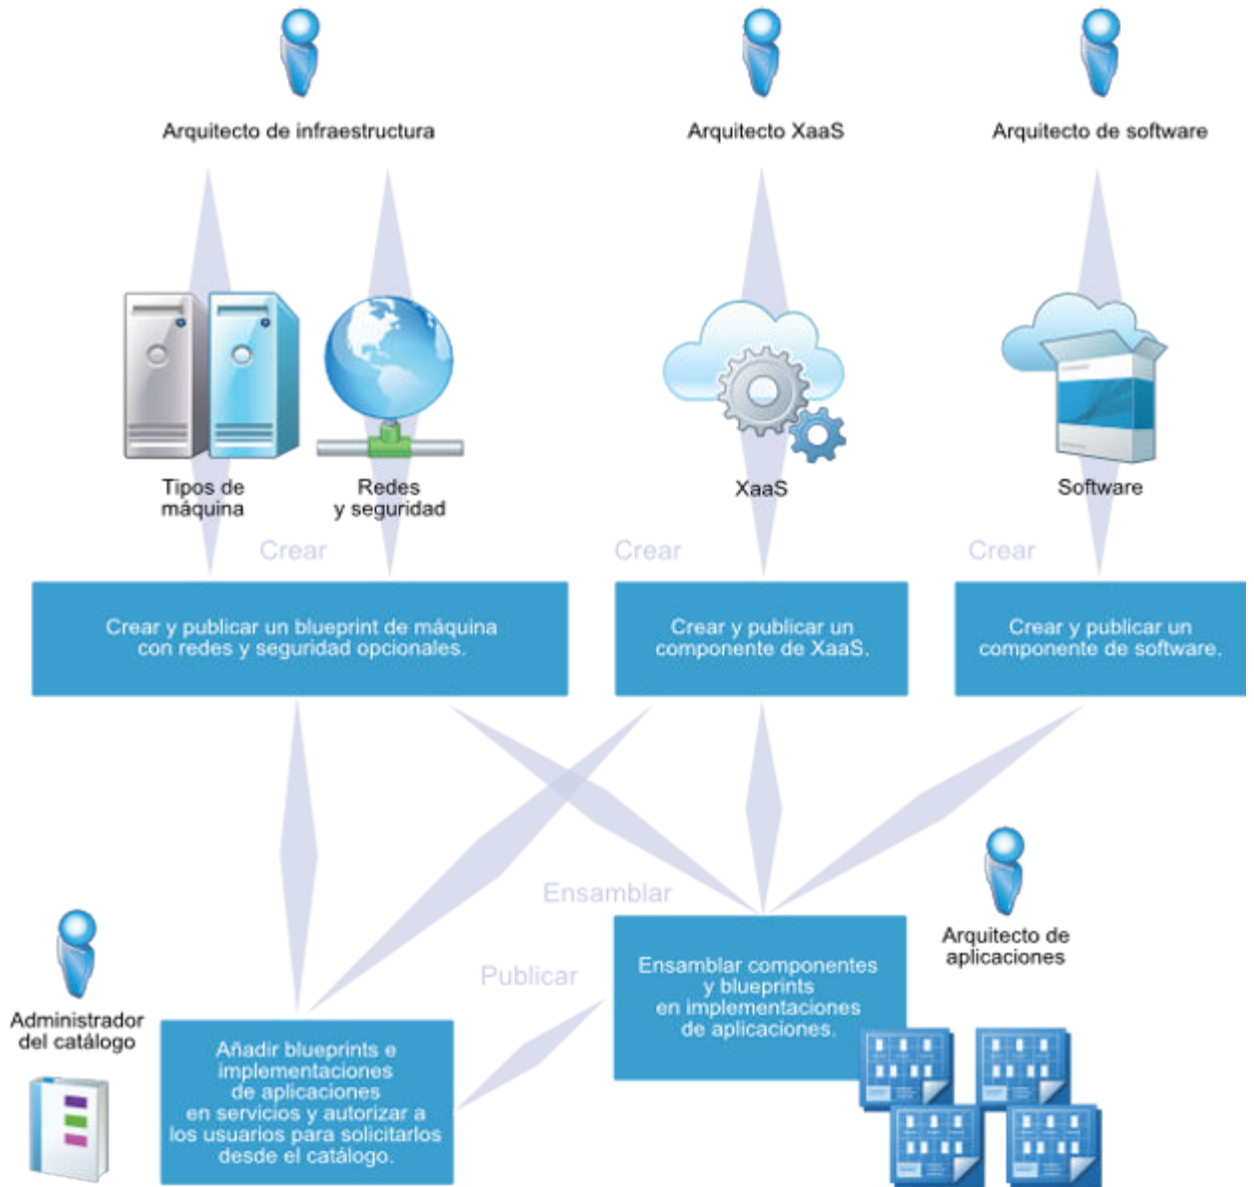 Arquitecto de infraestructura
Arquitecto XaaS
Arquitecto de software
Tipos de
máquina
Redes
y seguridad
XaaS
Software
Crear
Crear
Crear
Crear y publicar un blueprint de máquina
con redes y seguridad opcionales.
Crear y publicar un
componente de XaaS.
Crear y publicar un
componente de software.
Ensamblar
Publicar
Ensamblar componentes
y blueprints
en implementaciones
de aplicaciones.
Arquitecto de
aplicaciones
Administrador
del catálogo
Añadir blueprints e
implementaciones
de aplicaciones
en servicios y autorizar a
los usuarios para solicitarlos
desde el catálogo.